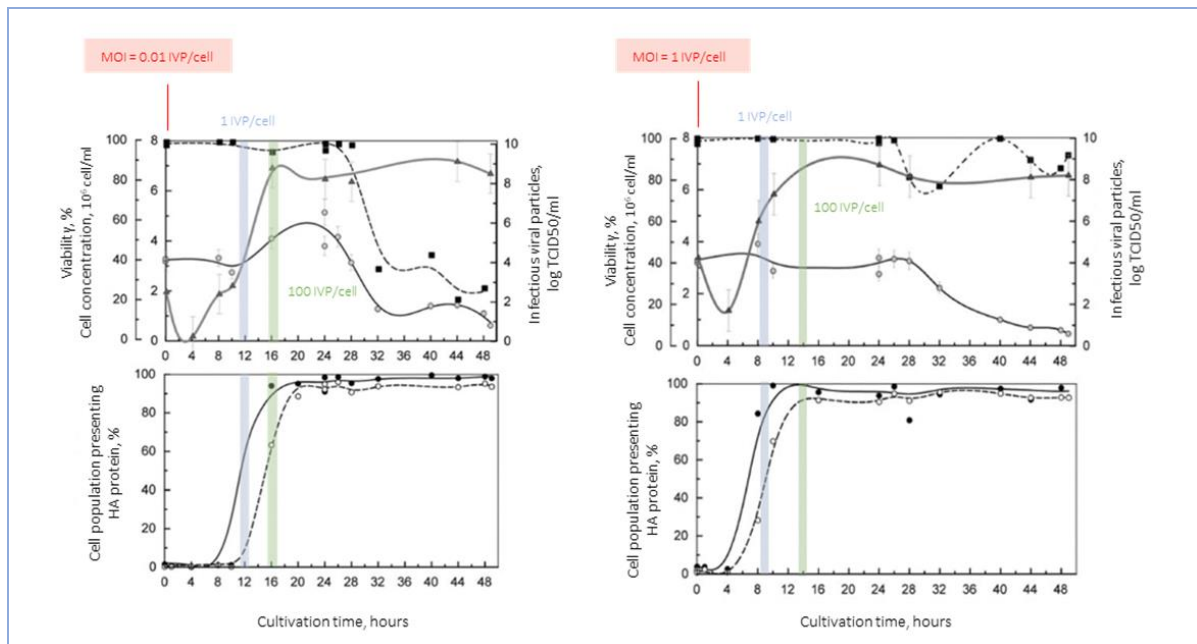 MOI = 0.01 IVP/cell
1 IVP/cell
100 8 10
80 8
6
60 6
4
40 4
20 2 2
0 0 0
0 4 8 12 16 20 24 28 32 36 40 44 48
Viability, %
Cell concentration, 10⁶ cell/ml
Infectious viral particles,
log TCID50/ml
100 IVP/cell
100
80
60
40
20
0
0 4 8 12 16 20 24 28 32 36 40 44 48
Cell population presenting
HA protein, %
Cultivation time, hours
MOI = 1 IVP/cell
1 IVP/cell
100 8 10
80 8
6
60 6
4
40 4
20 2 2
0 0 0
0 4 8 12 16 20 24 28 32 36 40 44 48
Viability, %
Cell concentration, 10⁶ cell/ml
Infectious viral particles,
log TCID50/ml
100 IVP/cell
100
80
60
40
20
0
0 4 8 12 16 20 24 28 32 36 40 44 48
Cell population presenting
HA protein, %
Cultivation time, hours